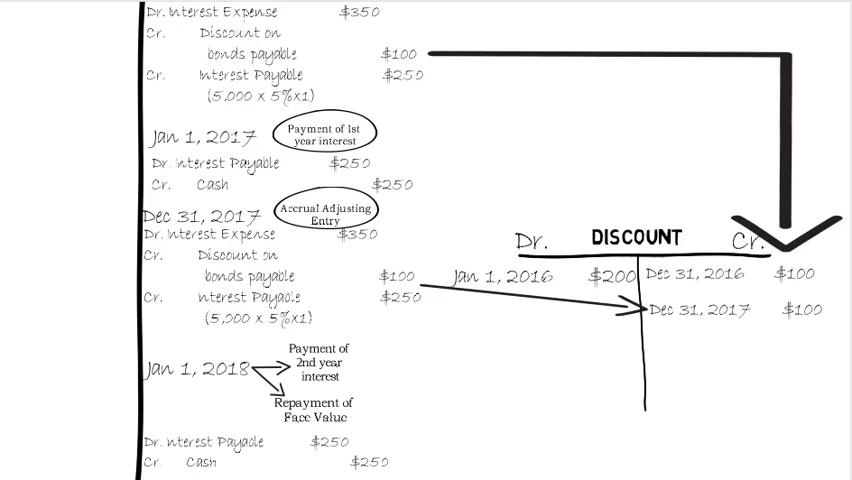 Dr. Interest Expense $350
Cr. Discount on
bonds payable $100
Cr. Interest Payable $250
(5,000 x 5%x1)
Jan 1, 2017
Payment of 1st
year interest
Dr. Interest Payable $250
Cr. Cash $250
Dec 31, 2017
Accrual Adjusting
Entry
Dr. Interest Expense $350
Cr. Discount on
bonds payable $100
Cr. Interest Payable $250
(5,000 x 5%x1)
Jan 1, 2018
Payment of
2nd year
interest
Repayment of
Face Value
Dr. Interest Payable $250
Cr. Cash $250
Dr. DISCOUNT Cr.
Jan 1, 2016 $200 Dec 31, 2016 $100
Dec 31, 2017 $100